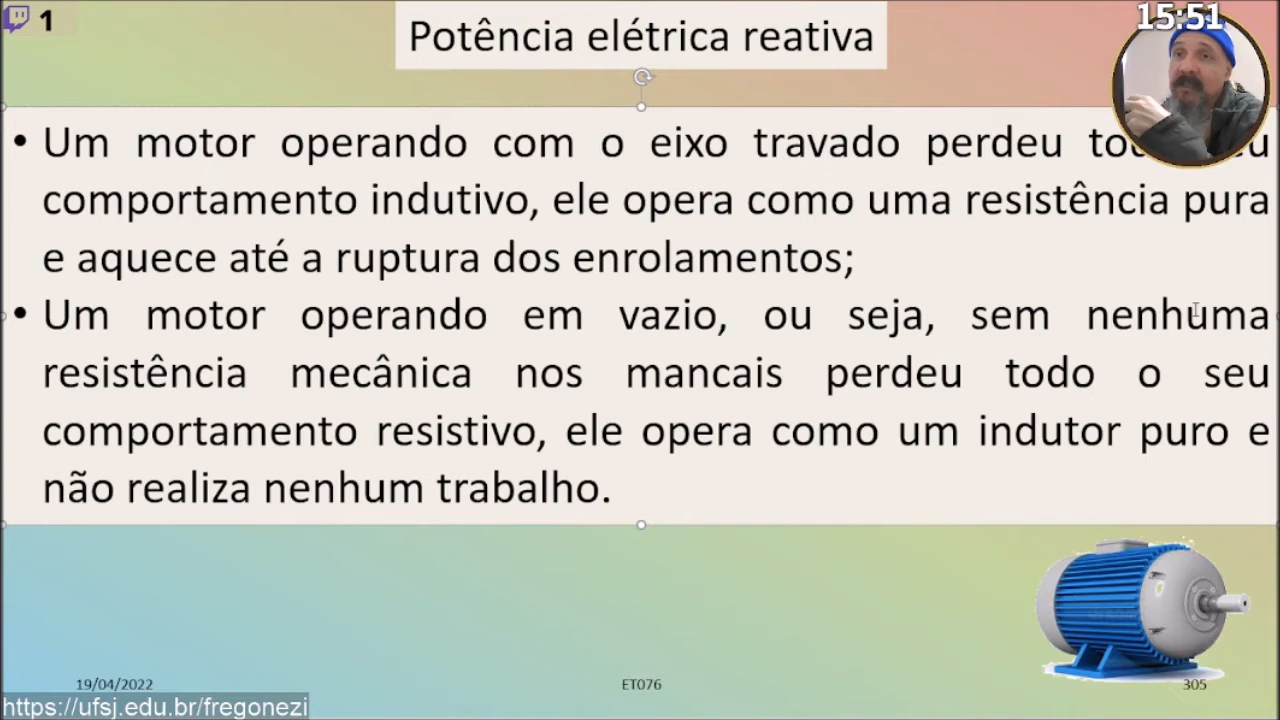 1
Potência elétrica reativa
15:51
• Um motor operando com o eixo travado perdeu
comportamento indutivo, ele opera como uma resistência pura
e aquece até a ruptura dos enrolamentos;
• Um motor operando em vazio, ou seja, sem nenhuma
resistência mecânica nos mancais perdeu todo o seu
comportamento resistivo, ele opera como um indutor puro e
não realiza nenhum trabalho.
19/04/2022
ET076
305
https://ufsj.edu.br/fregonezi